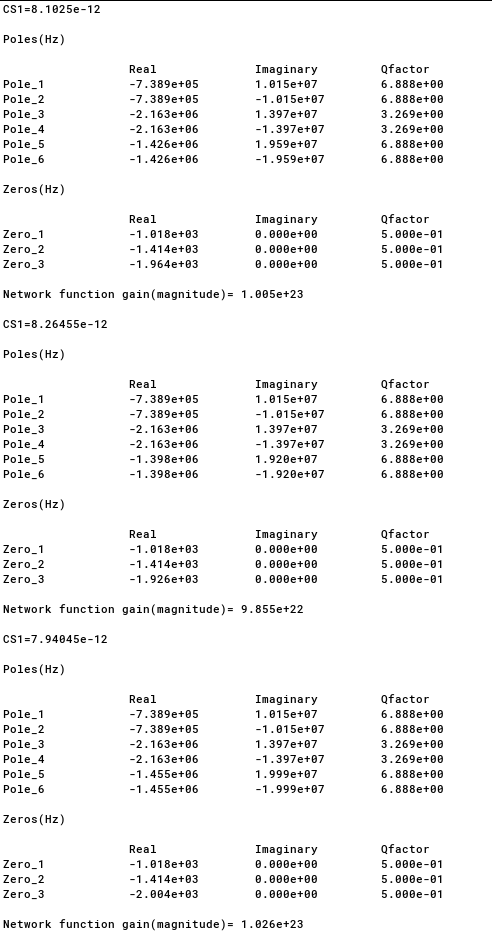 CS1=8.1025e-12
Poles(Hz)
Real Imaginary Qfactor
Pole_1 -7.389e+05 1.015e+07 6.888e+00
Pole_2 -7.389e+05 -1.015e+07 6.888e+00
Pole_3 -2.163e+06 1.397e+07 3.269e+00
Pole_4 -2.163e+06 -1.397e+07 3.269e+00
Pole_5 -1.426e+06 1.959e+07 6.888e+00
Pole_6 -1.426e+06 -1.959e+07 6.888e+00
Zeros(Hz)
Real Imaginary Qfactor
Zero_1 -1.018e+03 0.000e+00 5.000e-01
Zero_2 -1.414e+03 0.000e+00 5.000e-01
Zero_3 -1.964e+03 0.000e+00 5.000e-01
Network function gain(magnitude)= 1.005e+23
CS1=8.26455e-12
Poles(Hz)
Real Imaginary Qfactor
Pole_1 -7.389e+05 1.015e+07 6.888e+00
Pole_2 -7.389e+05 -1.015e+07 6.888e+00
Pole_3 -2.163e+06 1.397e+07 3.269e+00
Pole_4 -2.163e+06 -1.397e+07 3.269e+00
Pole_5 -1.398e+06 1.920e+07 6.888e+00
Pole_6 -1.398e+06 -1.920e+07 6.888e+00
Zeros(Hz)
Real Imaginary Qfactor
Zero_1 -1.018e+03 0.000e+00 5.000e-01
Zero_2 -1.414e+03 0.000e+00 5.000e-01
Zero_3 -1.926e+03 0.000e+00 5.000e-01
Network function gain(magnitude)= 9.855e+22
CS1=7.94045e-12
Poles(Hz)
Real Imaginary Qfactor
Pole_1 -7.389e+05 1.015e+07 6.888e+00
Pole_2 -7.389e+05 -1.015e+07 6.888e+00
Pole_3 -2.163e+06 1.397e+07 3.269e+00
Pole_4 -2.163e+06 -1.397e+07 3.269e+00
Pole_5 -1.455e+06 1.999e+07 6.888e+00
Pole_6 -1.455e+06 -1.999e+07 6.888e+00
Zeros(Hz)
Real Imaginary Qfactor
Zero_1 -1.018e+03 0.000e+00 5.000e-01
Zero_2 -1.414e+03 0.000e+00 5.000e-01
Zero_3 -2.004e+03 0.000e+00 5.000e-01
Network function gain(magnitude)= 1.026e+23